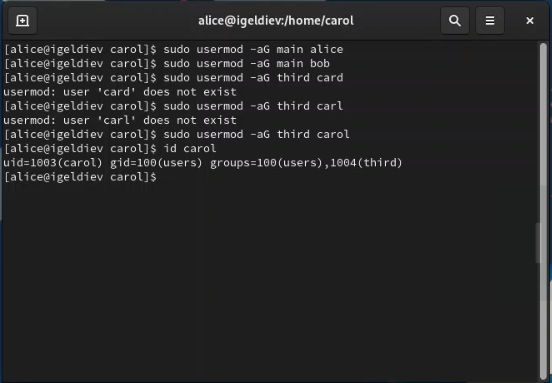 alice@igeldiev:/home/carol
[alice@igeldiev carol]$ sudo usermod -aG main alice
[alice@igeldiev carol]$ sudo usermod -aG main bob
[alice@igeldiev carol]$ sudo usermod -aG third card
usermod: user 'card' does not exist
[alice@igeldiev carol]$ sudo usermod -aG third carl
usermod: user 'carl' does not exist
[alice@igeldiev carol]$ sudo usermod -aG third carol
[alice@igeldiev carol]$ id carol
uid=1003(carol) gid=100(users) groups=100(users),1004(third)
[alice@igeldiev carol]$